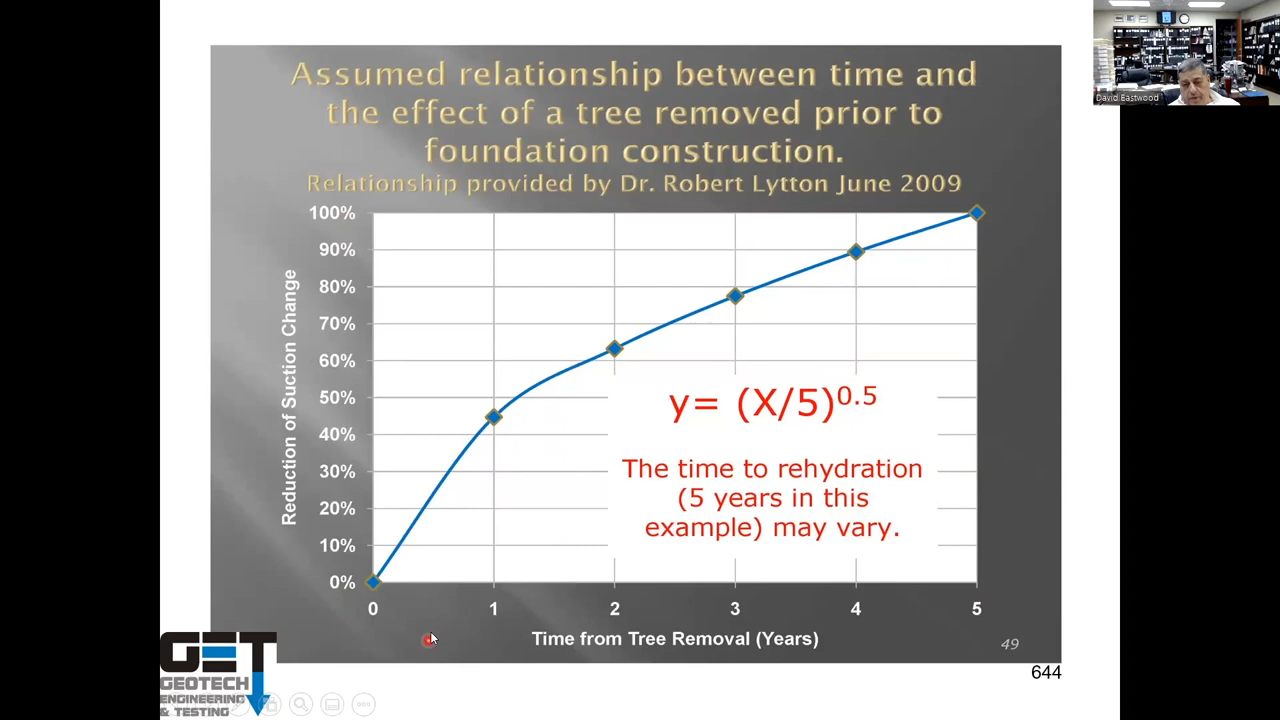 David Eastwood
Assumed relationship between time and
the effect of a tree removed prior to
foundation construction.
Relationship provided by Dr. Robert Lytton June 2009
Reduction of Suction Change
100%
90%
80%
70%
60%
50%
40%
30%
20%
10%
0%
y= (X/5)^0.5
The time to rehydration
(5 years in this
example) may vary.
0 1 2 3 4 5
Time from Tree Removal (Years)
49
644
GET
GEOTECH
ENGINEERING
& TESTING